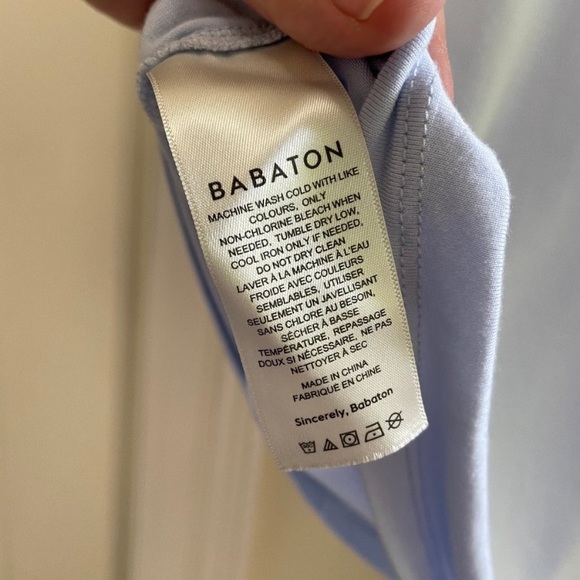 BABATON
MACHINE WASH COLD WITH LIKE
COLOURS, ONLY
NON-CHLORINE BLEACH WHEN
NEEDED, TUMBLE DRY LOW,
COOL IRON ONLY IF NEEDED,
DO NOT DRY CLEAN
LAVER À LA MACHINE À L'EAU
FROIDE AVEC COULEURS
SEMBLABLES, UTILISER
SEULEMENT UN JAVELLISANT
SANS CHLORE AU BESOIN,
SÉCHER À BASSE
TEMPÉRATURE, REPASSAGE
DOUX SI NÉCESSAIRE, NE PAS
NETTOYER À SEC
MADE IN CHINA
FABRIQUÉ EN CHINE
Sincerely, Babaton